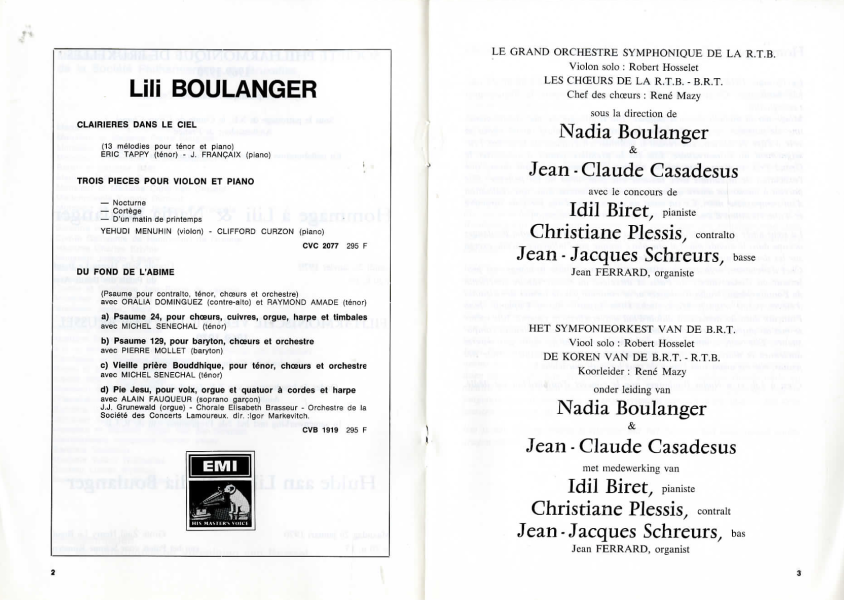 Lili BOULANGER
CLAIRIERES DANS LE CIEL
(13 mélodies pour ténor et piano)
ERIC TAPPY (ténor) - J. FRANÇAIX (piano)
TROIS PIECES POUR VIOLON ET PIANO
— Nocturne
— Cortège
— D'un matin de printemps
YEHUDI MENUHIN (violon) - CLIFFORD CURZON (piano)
CVC 2077 295 F
DU FOND DE L'ABIME
(Psaume pour contralto, ténor, chœurs et orchestre)
avec ORALIA DOMINGUEZ (contre-alto) et RAYMOND AMADE (ténor)
a) Psaume 24, pour chœurs, cuivres, orgue, harpe et timbales
avec MICHEL SENECHAL (ténor)
b) Psaume 129, pour baryton, chœurs et orchestre
avec PIERRE MOLLET (baryton)
c) Vieille prière Bouddhique, pour ténor, chœurs et orchestre
avec MICHEL SENECHAL (ténor)
d) Pie Jesu, pour voix, orgue et quatuor à cordes et harpe
avec ALAIN FAUQUEUR (soprano garçon)
J.J. Grunewald (orgue) - Chorale Elisabeth Brasseur - Orchestre de la
Société des Concerts Lamoureux. dir. :Igor Markevitch.
CVB 1919 295 F
EMI
HIS MASTER'S VOICE
2
LE GRAND ORCHESTRE SYMPHONIQUE DE LA R.T.B.
Violon solo : Robert Hosselet
LES CHŒURS DE LA R.T.B. - B.R.T.
Chef des chœurs : René Mazy
sous la direction de
Nadia Boulanger
&
Jean-Claude Casadesus
avec le concours de
Idil Biret, pianiste
Christiane Plessis, contralto
Jean-Jacques Schreurs, basse
Jean FERRARD, organiste
HET SYMFONIEORKEST VAN DE B.R.T.
Viool solo : Robert Hosselet
DE KOREN VAN DE B.R.T. - R.T.B.
Koorleider : René Mazy
onder leiding van
Nadia Boulanger
&
Jean-Claude Casadesus
met medewerking van
Idil Biret, pianiste
Christiane Plessis, contralt
Jean-Jacques Schreurs, bas
Jean FERRARD, organist
3